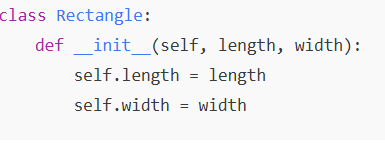 class Rectangle:
    def __init__(self, length, width):
        self.length = length
        self.width = width